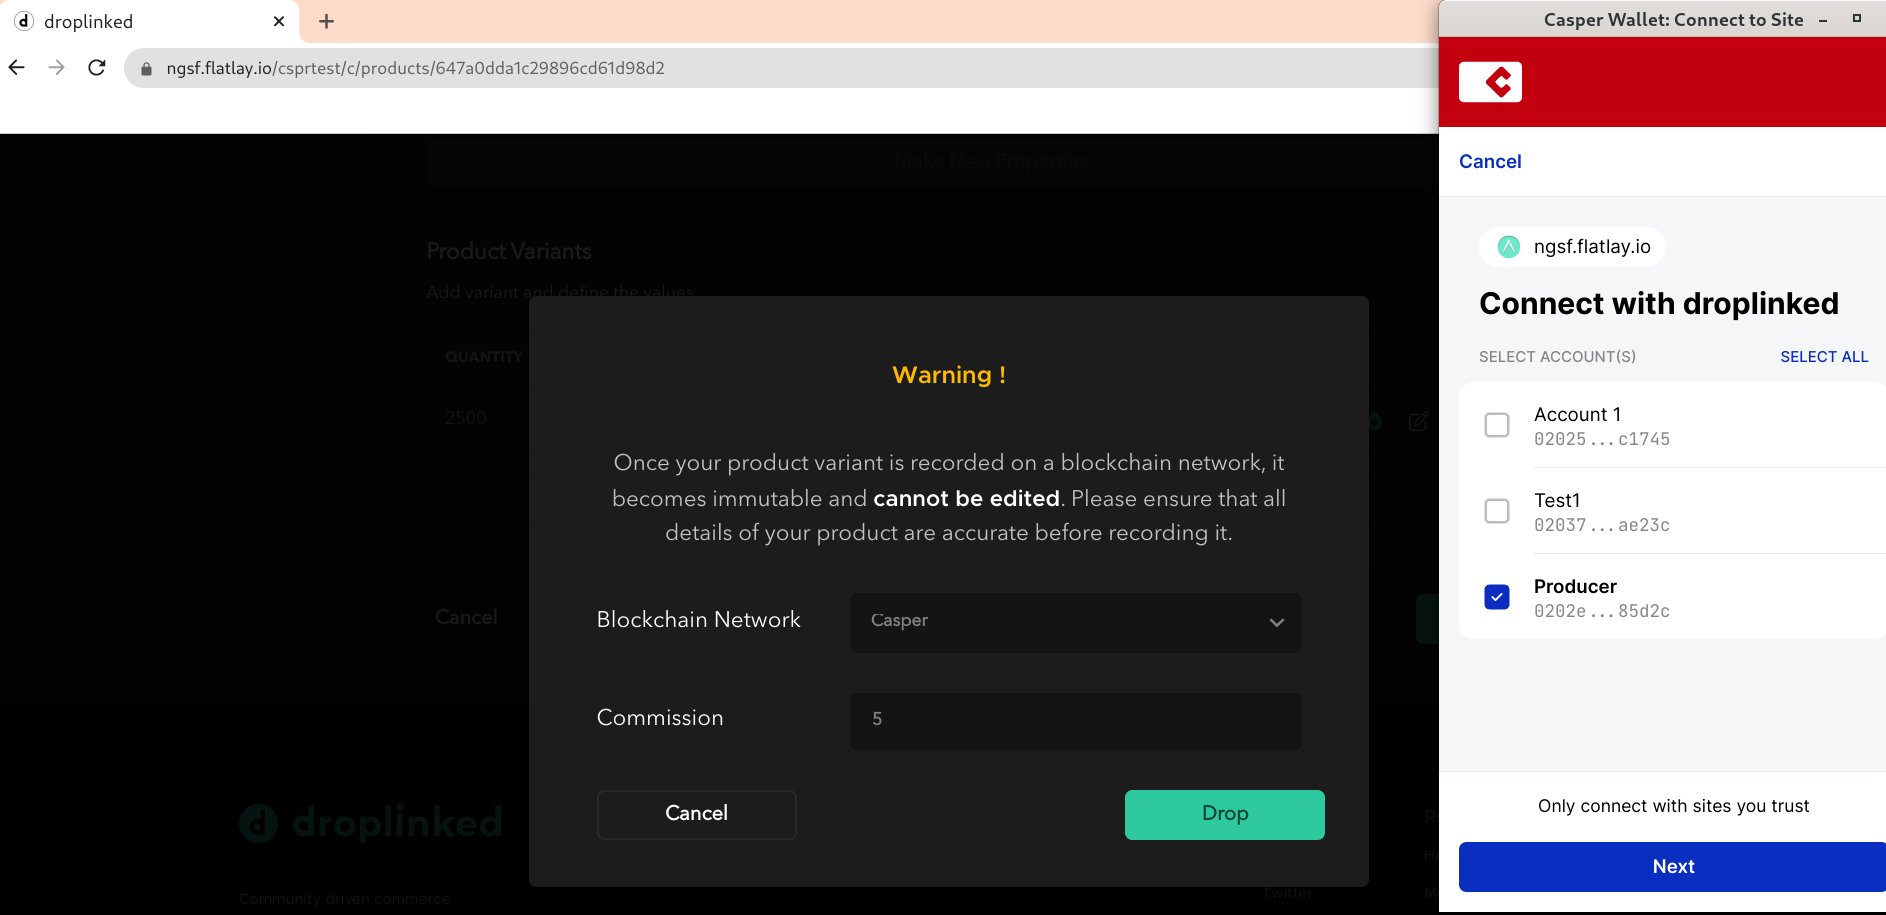 droplinked
ngsf.flatlay.io/csprtest/c/products/647a0dda1c29896cd61d98d2
Make New Properties
Product Variants
Add variant and define the values
QUANTITY
2500
Cancel
Warning !
Once your product variant is recorded on a blockchain network, it
becomes immutable and cannot be edited. Please ensure that all
details of your product are accurate before recording it.
Blockchain Network
Casper
Commission
5
Cancel
Drop
droplinked
Community driven commerce
Twitter
Casper Wallet: Connect to Site
Cancel
ngsf.flatlay.io
Connect with droplinked
SELECT ACCOUNT(S)
SELECT ALL
Account 1
02025...c1745
Test1
02037...ae23c
Producer
0202e...85d2c
Only connect with sites you trust
Next